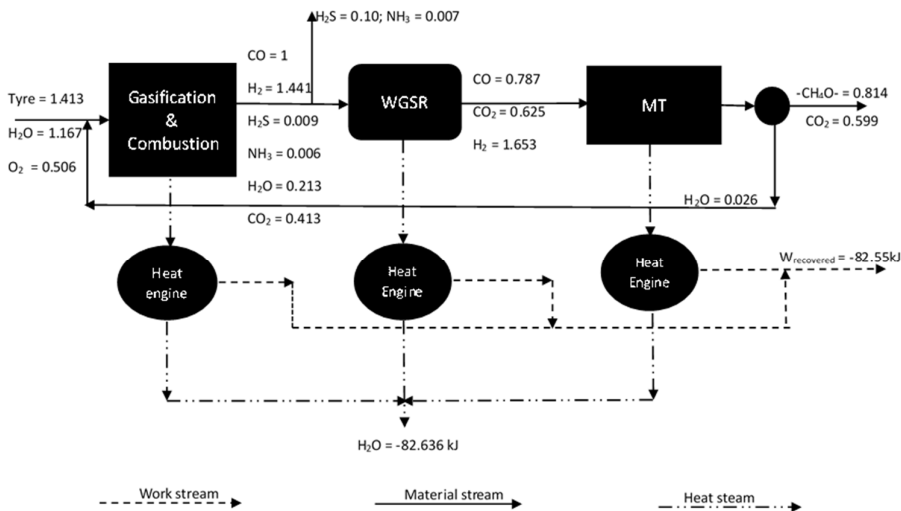 H₂S = 0.10; NH₃ = 0.007
CO = 1
Tyre = 1.413
H₂O = 1.167
O₂ = 0.506
Gasification
&
Combustion
H₂ = 1.441
H₂S = 0.009
NH₃ = 0.006
H₂O = 0.213
CO₂ = 0.413
WGSR
CO = 0.787
CO₂ = 0.625
H₂ = 1.653
MT
-CH₄O- = 0.814
CO₂ = 0.599
H₂O = 0.026
Heat
engine
Heat
Engine
Heat
Engine
Wrecovered = -82.55kJ
H₂O = -82.636 kJ
Work stream
Material stream
Heat steam